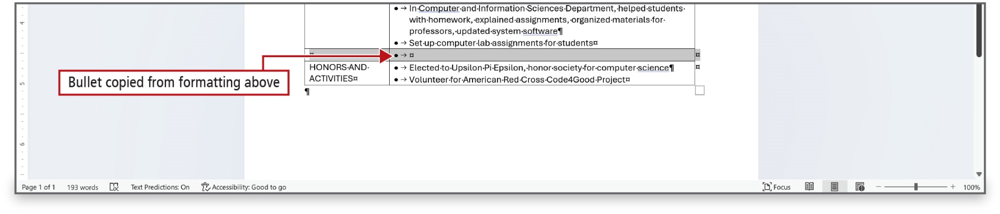 In·Computer·and·Information·Sciences·Department,·helped·students·
with·homework,·explained·assignments,·organized·materials·for·
professors,·updated·system·software¶
Set·up·computer·lab·assignments·for·students¤
¤ ¤ ¤
Bullet copied from formatting above
HONORS·AND·
ACTIVITIES¤
Elected·to·Upsilon·Pi·Epsilon,·honor·society·for·computer·science¶ ¤
Volunteer·for·American·Red·Cross·Code4Good·Project¤
¶
4
5
6
Page 1 of 1 193 words Text Predictions: On Accessibility: Good to go Focus − + 100%